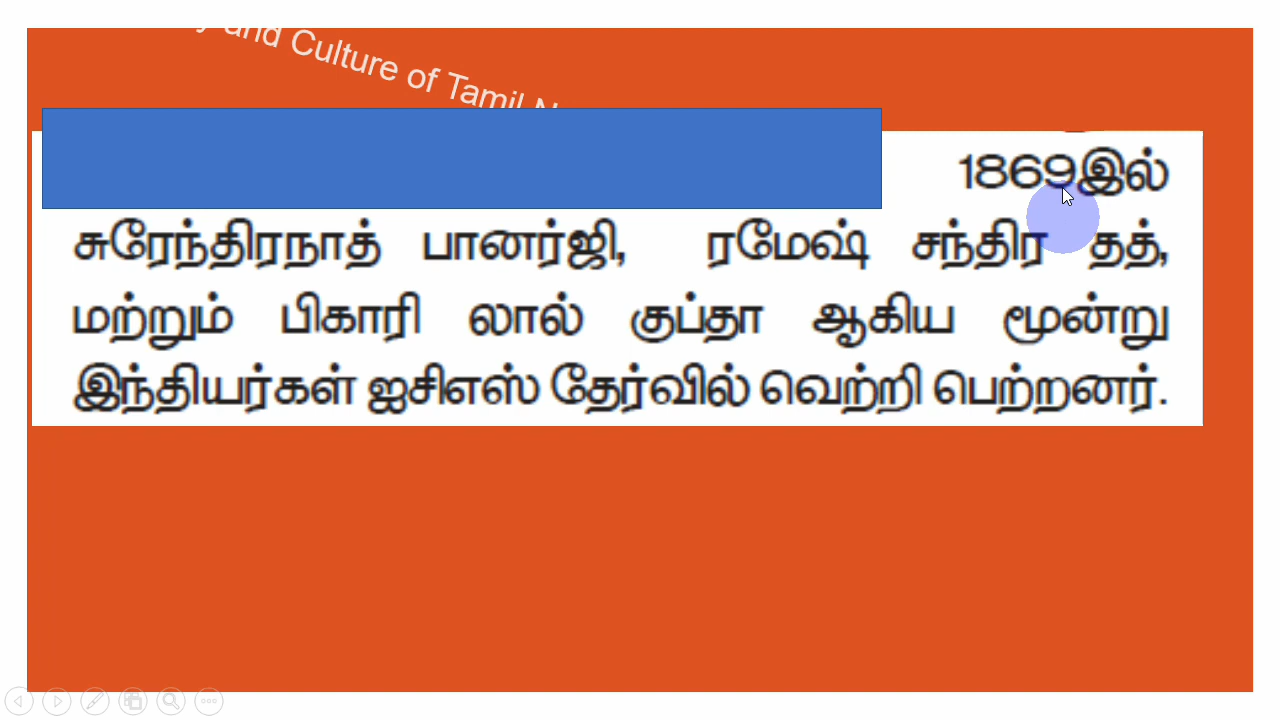 and Culture of Tamil
1869இல்
சுரேந்திரநாத் பானர்ஜி, ரமேஷ் சந்திர தத்,
மற்றும் பிகாரி லால் குப்தா ஆகிய மூன்று
இந்தியர்கள் ஐசிஎஸ் தேர்வில் வெற்றி பெற்றனர்.